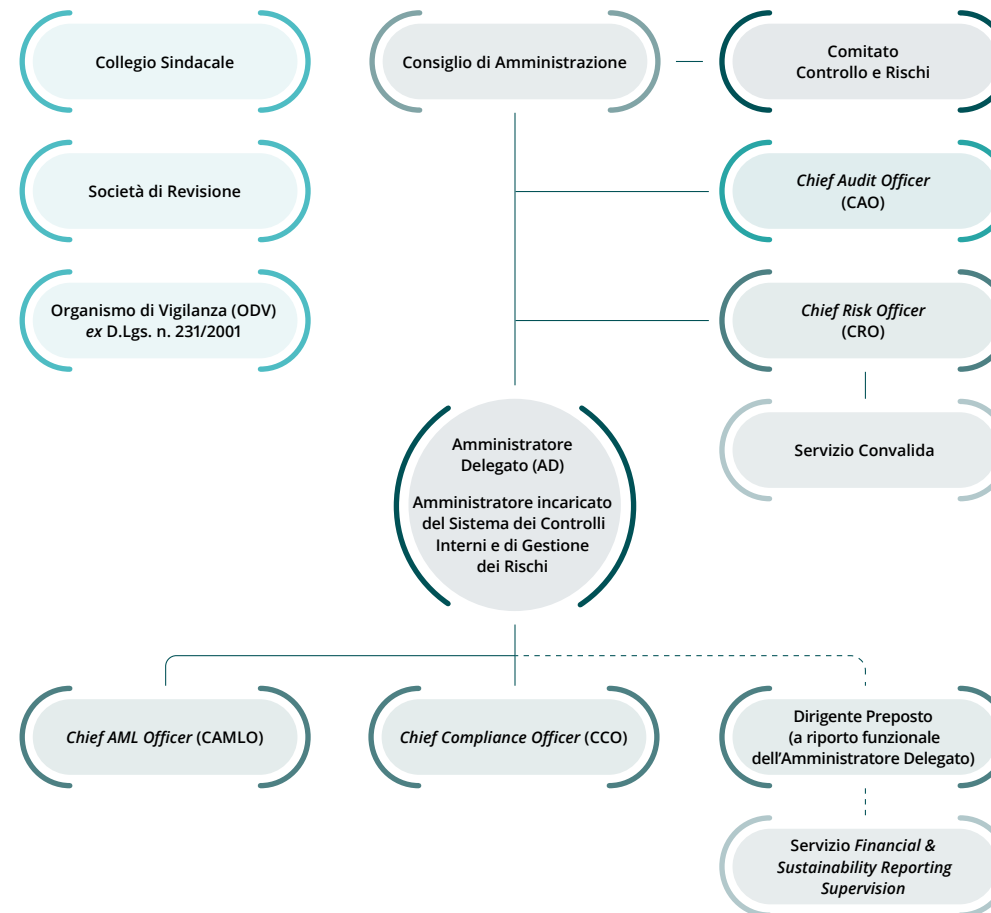 Collegio Sindacale
Consiglio di Amministrazione
Comitato
Controllo e Rischi
Società di Revisione
Chief Audit Officer
(CAO)
Organismo di Vigilanza (ODV)
ex D.Lgs. n. 231/2001
Chief Risk Officer
(CRO)
Servizio Convalida
Amministratore
Delegato (AD)
Amministratore incaricato
del Sistema dei Controlli
Interni e di Gestione
dei Rischi
Chief AML Officer (CAMLO)
Chief Compliance Officer (CCO)
Dirigente Preposto
(a riporto funzionale
dell’Amministratore Delegato)
Servizio Financial &
Sustainability Reporting
Supervision